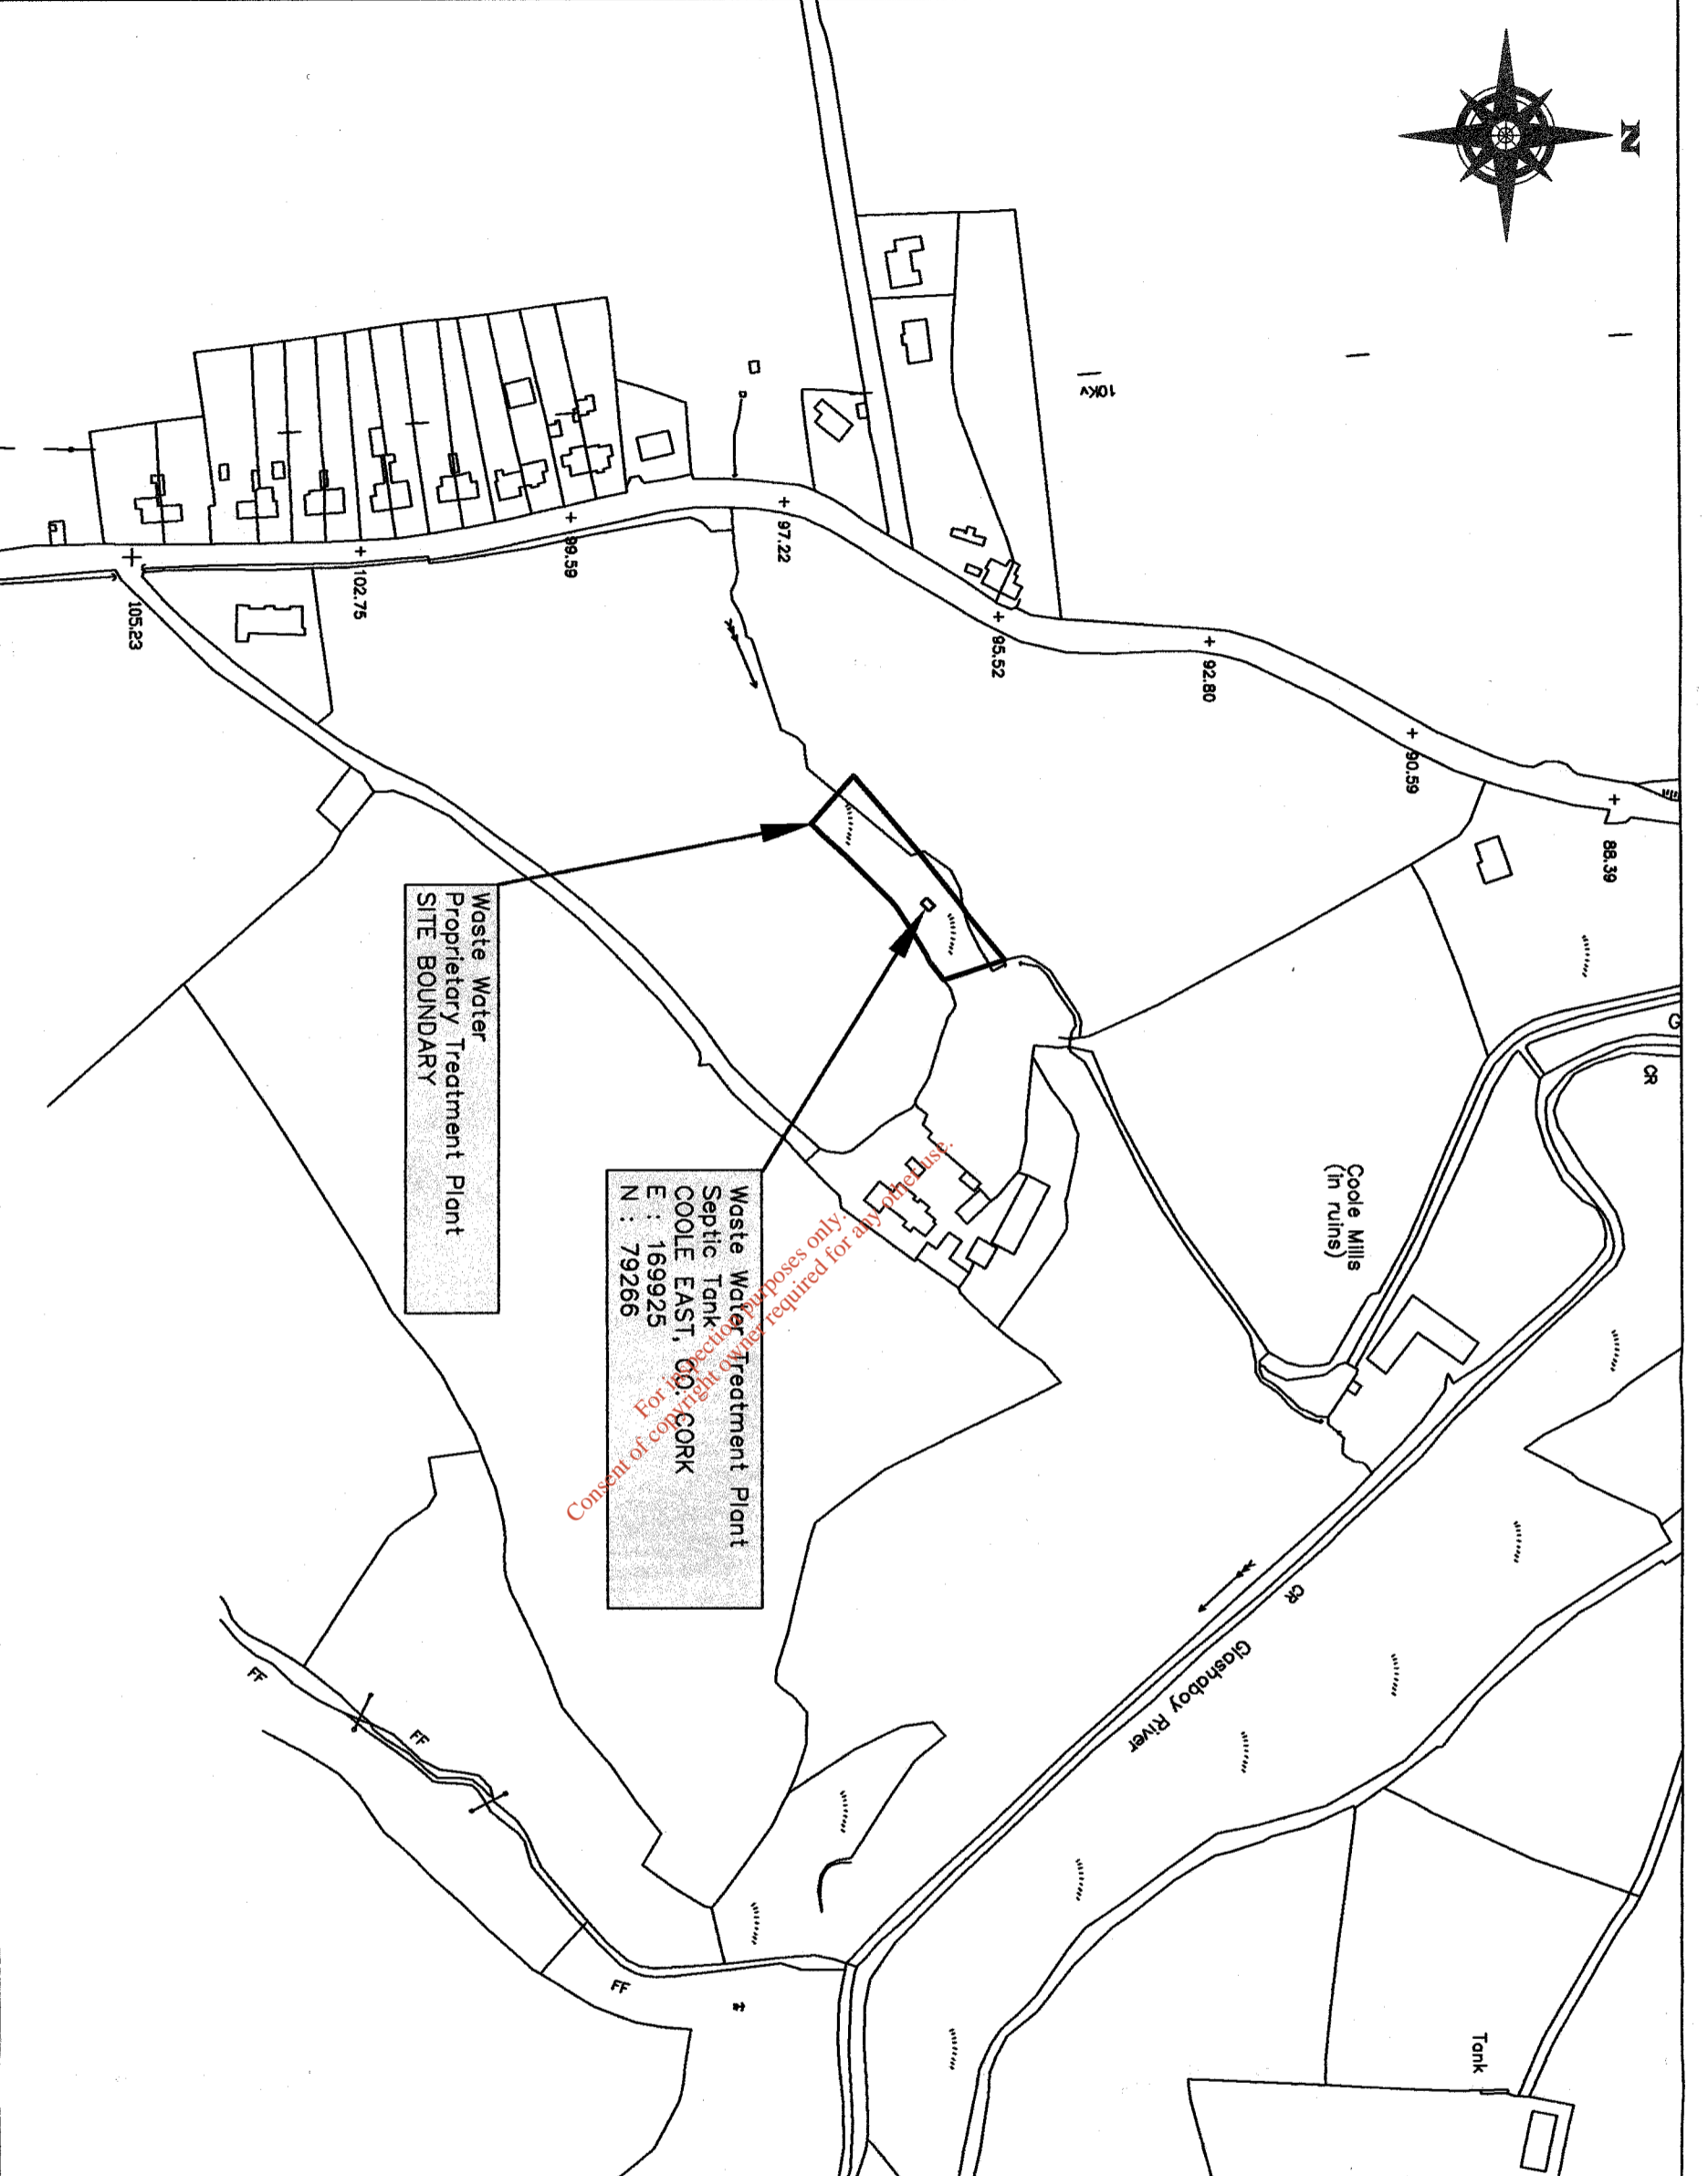 N
10Kv
97.22
99.59
102.75
105.23
95.52
92.80
90.59
88.39
G
CR
Coole Mills
(in ruins)
Waste Water
Proprietary Treatment Plant
SITE BOUNDARY
Waste Water Treatment Plant
Septic Tank
COOLE EAST, CO. CORK
E : 169925
N : 79266
For inspection purposes only.
Consent of copyright owner required for any other use.
CR
Glashaboy River
FF
FF
FF
Tank